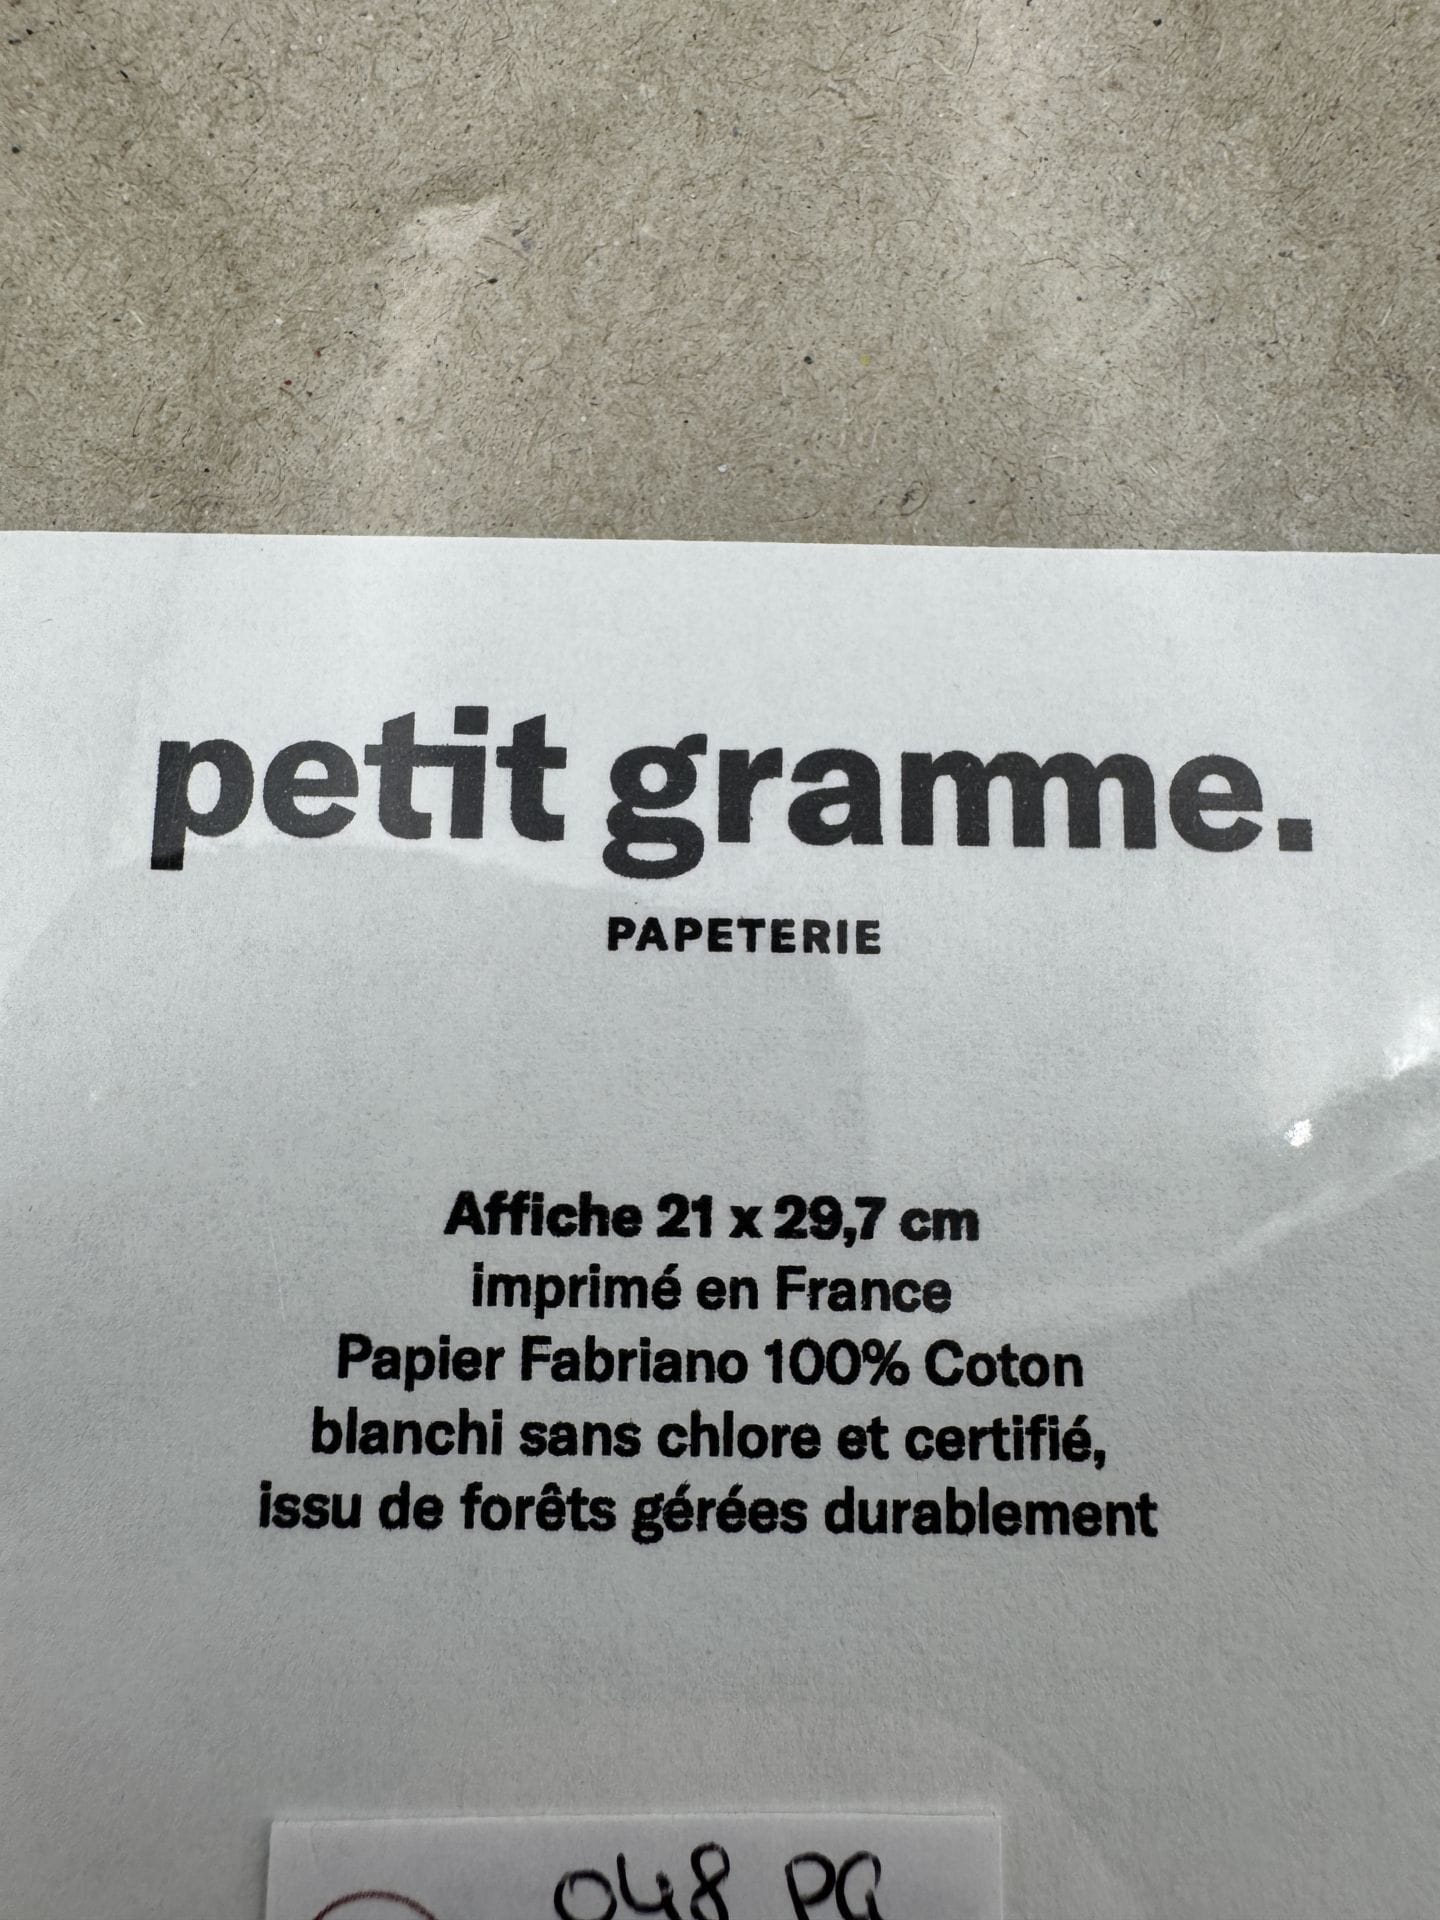 petit gramme.
PAPETERIE
Affiche 21 x 29,7 cm
imprimé en France
Papier Fabriano 100% Coton
blanchi sans chlore et certifié,
issu de forêts gérées durablement
048 PG